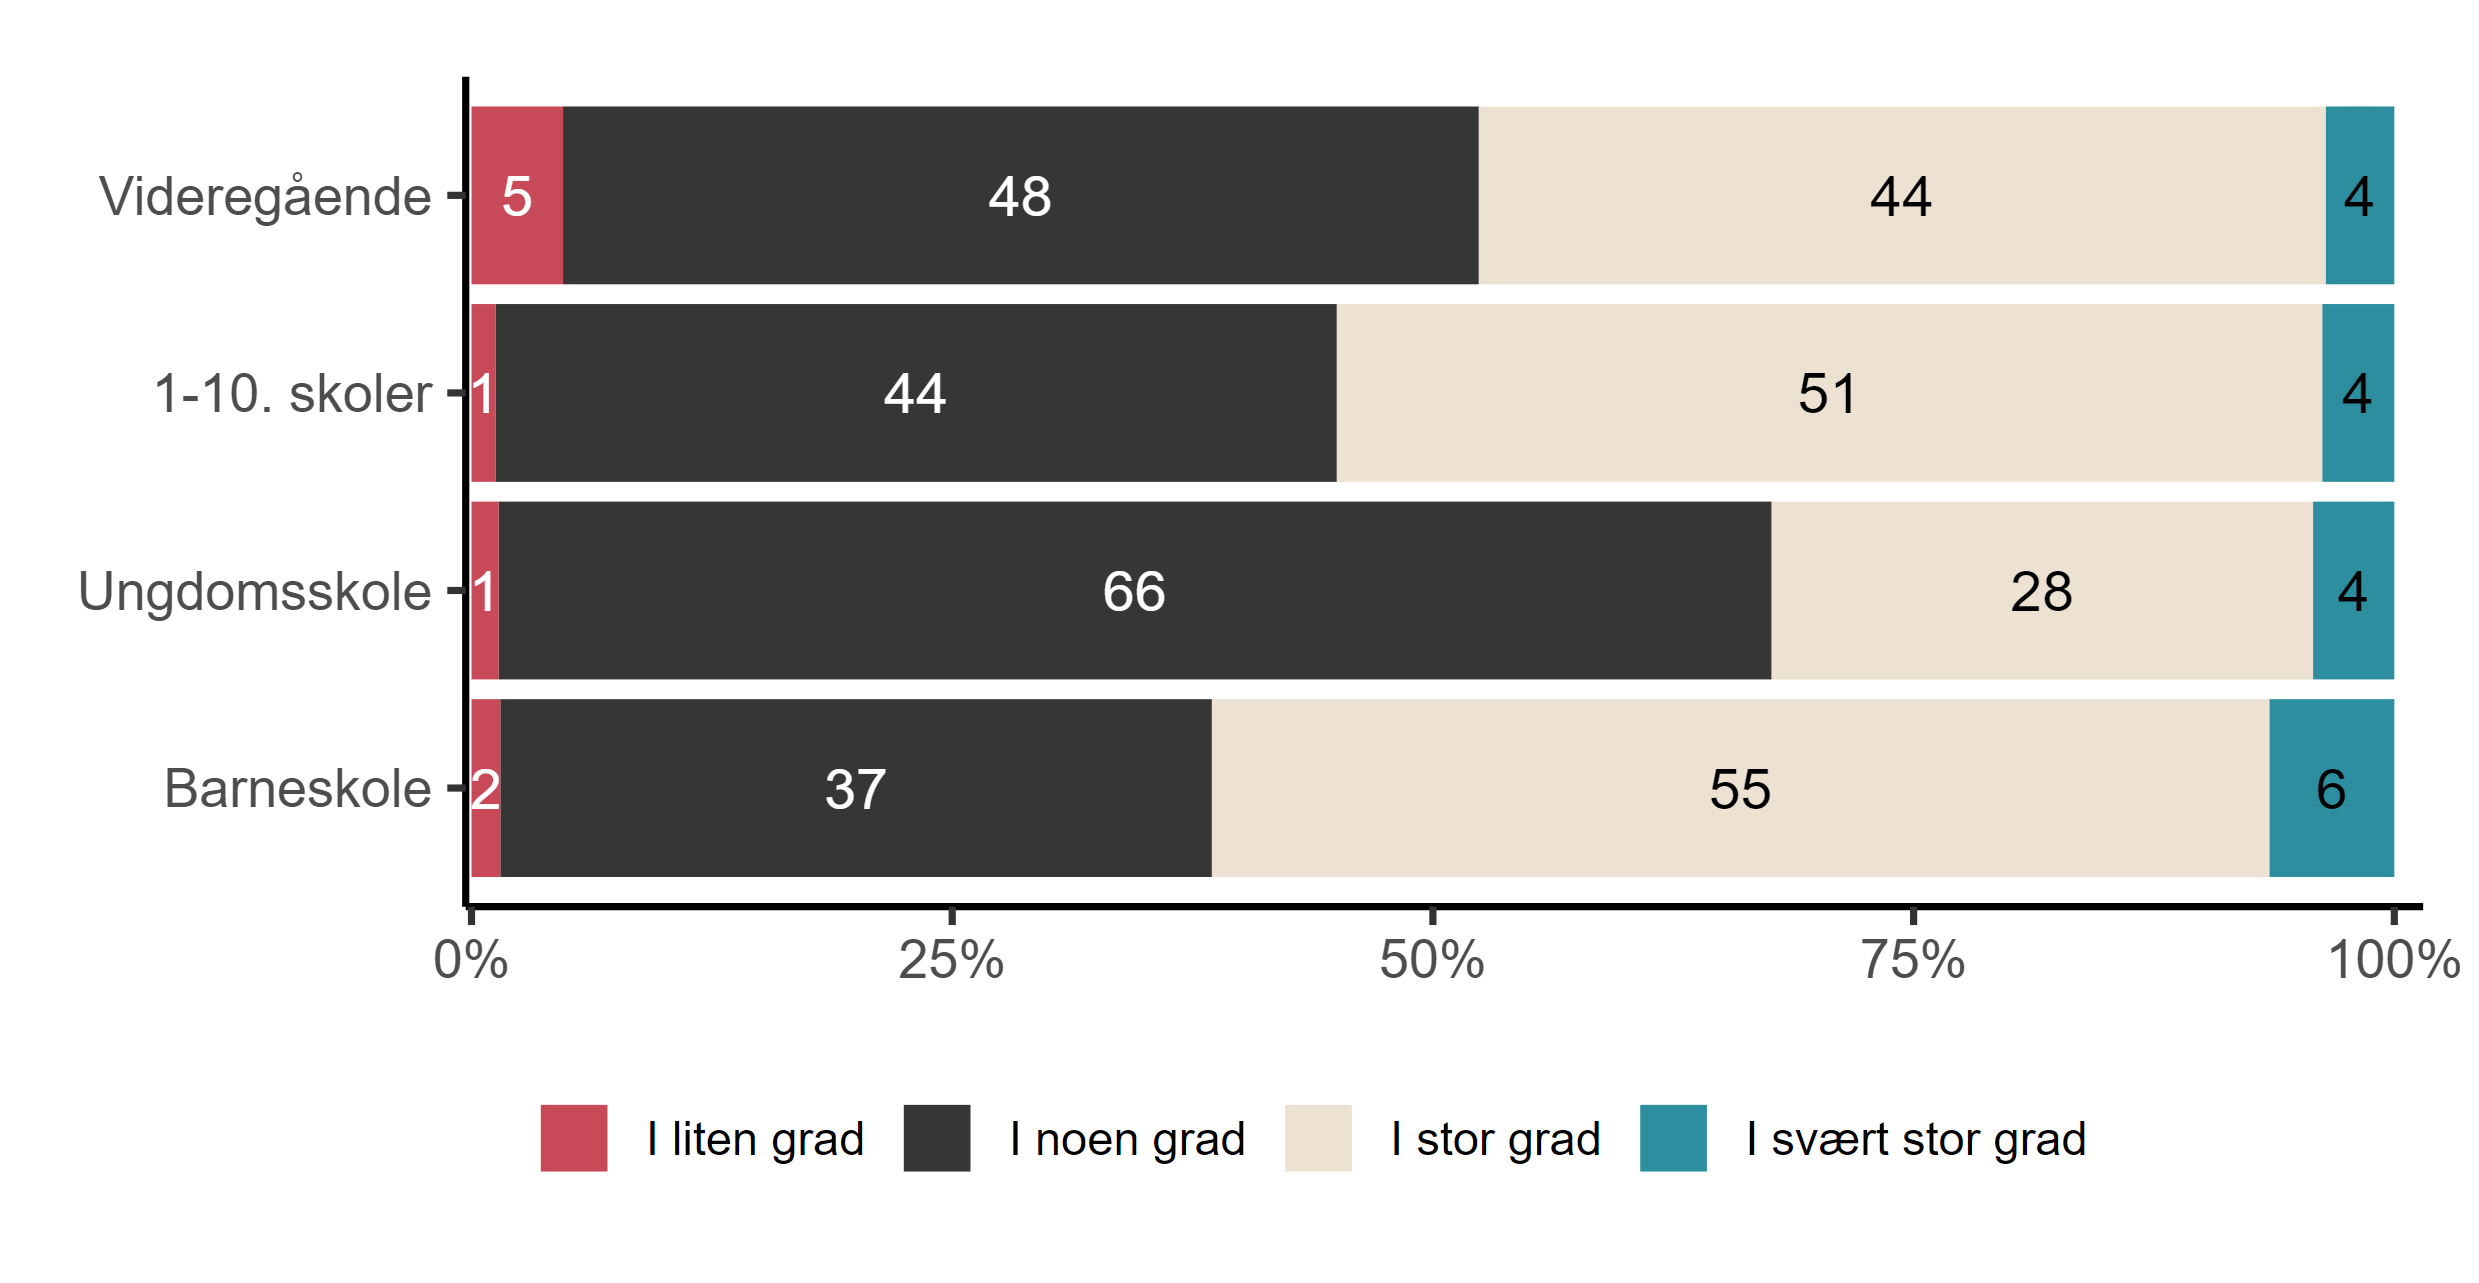 Videregående 5 48 44 4
1-10. skoler 1 44 51 4
Ungdomsskole 1 66 28 4
Barneskole 2 37 55 6
0% 25% 50% 75% 100%
I liten grad I noen grad I stor grad I svært stor grad